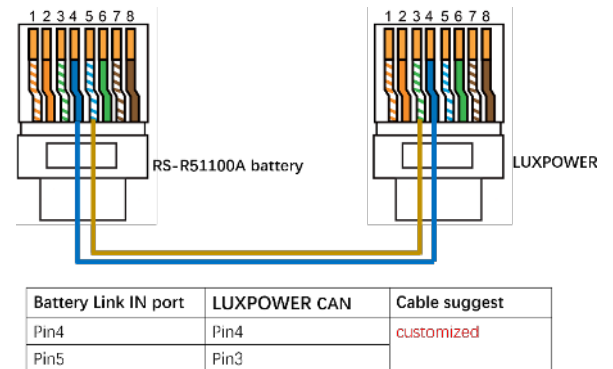 1 2 3 4 5 6 7 8
1 2 3 4 5 6 7 8
RS-R51100A battery
LUXPOWER
Battery Link IN port LUXPOWER CAN Cable suggest
Pin4 Pin4 customized
Pin5 Pin3